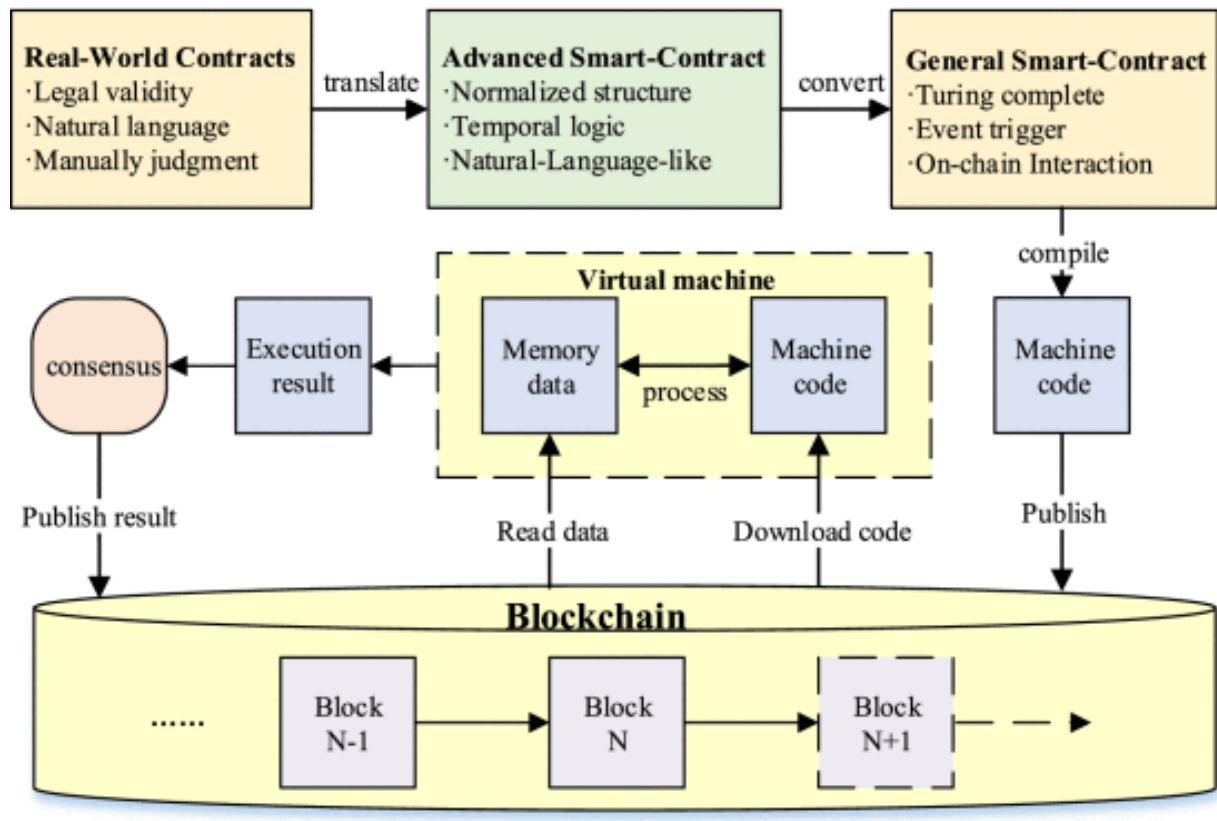 Real-World Contracts
·Legal validity
·Natural language
·Manually judgment
translate
Advanced Smart-Contract
·Normalized structure
·Temporal logic
·Natural-Language-like
convert
General Smart-Contract
·Turing complete
·Event trigger
·On-chain Interaction
compile
Virtual machine
consensus
Execution
result
Memory
data
process
Machine
code
Machine
code
Publish result
Read data
Download code
Publish
Blockchain
......
Block
N-1
Block
N
Block
N+1